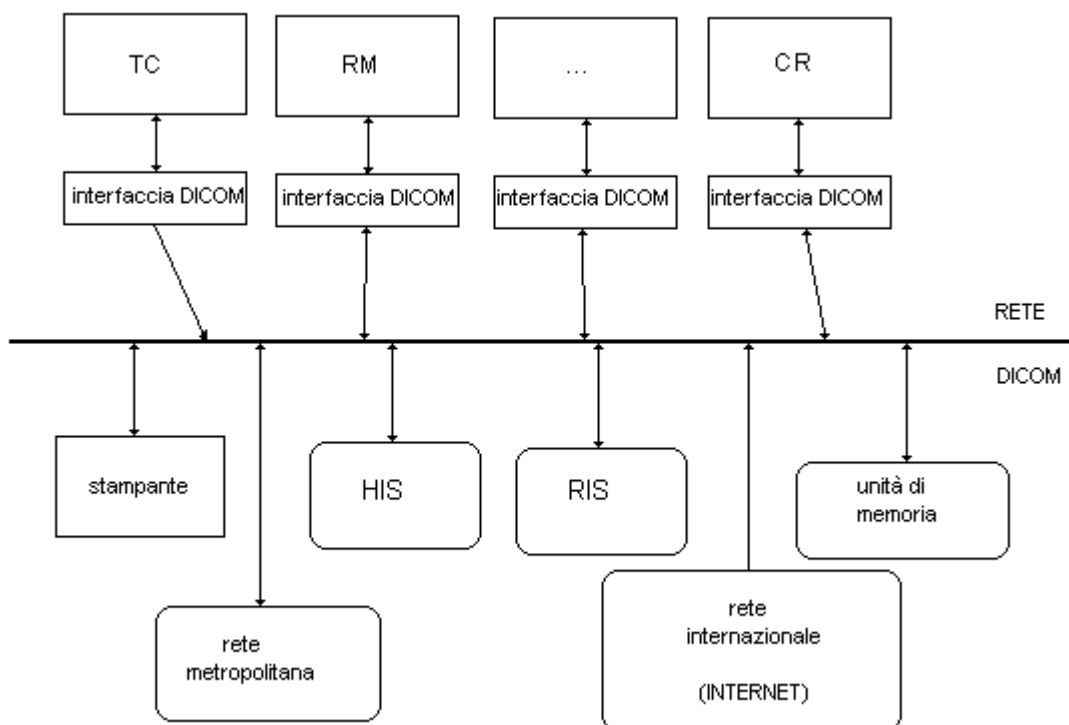 TC
RM
...
CR
interfaccia DICOM
interfaccia DICOM
interfaccia DICOM
interfaccia DICOM
RETE
DICOM
stampante
HIS
RIS
unità di
memoria
rete
metropolitana
rete
internazionale
(INTERNET)